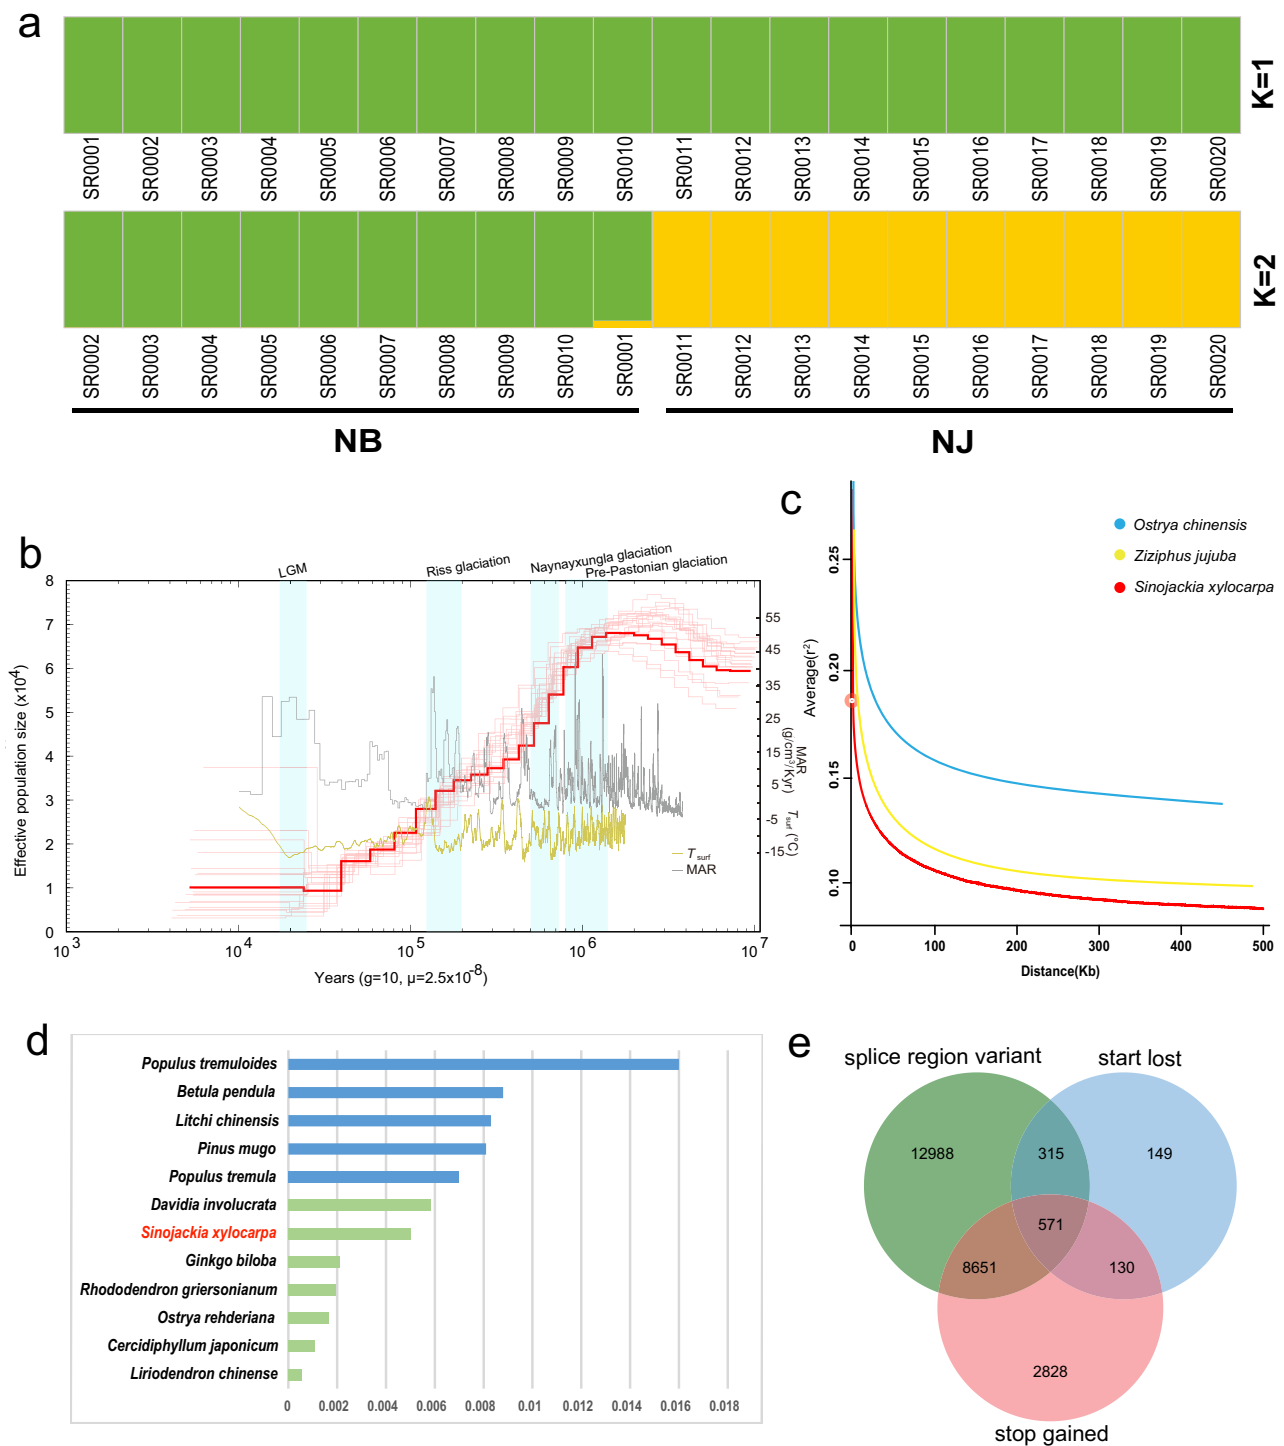 a
K=1
SR0001 SR0002 SR0003 SR0004 SR0005 SR0006 SR0007 SR0008 SR0009 SR0010 SR0011 SR0012 SR0013 SR0014 SR0015 SR0016 SR0017 SR0018 SR0019 SR0020
K=2
SR0002 SR0003 SR0004 SR0005 SR0006 SR0007 SR0008 SR0009 SR0010 SR0001 SR0011 SR0012 SR0013 SR0014 SR0015 SR0016 SR0017 SR0018 SR0019 SR0020
NB NJ
b
LGM
Riss glaciation
Naynayxungla glaciation
Pre-Pastonian glaciation
Effective population size (x10⁴)
8
7
6
5
4
3
2
1
0
55
45
35
25
15
5
-5
-15
MAR
(g/cm³/Kyr)
T surf (°C)
T surf
MAR
10³ 10⁴ 10⁵ 10⁶ 10⁷
Years (g=10, µ=2.5x10⁻⁸)
c
Ostrya chinensis
Ziziphus jujuba
Sinojackia xylocarpa
Average(r²)
0.25
0.20
0.15
0.10
0 100 200 300 400 500
Distance(Kb)
d
Populus tremuloides
Betula pendula
Litchi chinensis
Pinus mugo
Populus tremula
Davidia involucrata
Sinojackia xylocarpa
Ginkgo biloba
Rhododendron griersonianum
Ostrya rehderiana
Cercidiphyllum japonicum
Liriodendron chinense
0 0.002 0.004 0.006 0.008 0.01 0.012 0.014 0.016 0.018
e
splice region variant
start lost
12988 315 149
571
8651 130
2828
stop gained